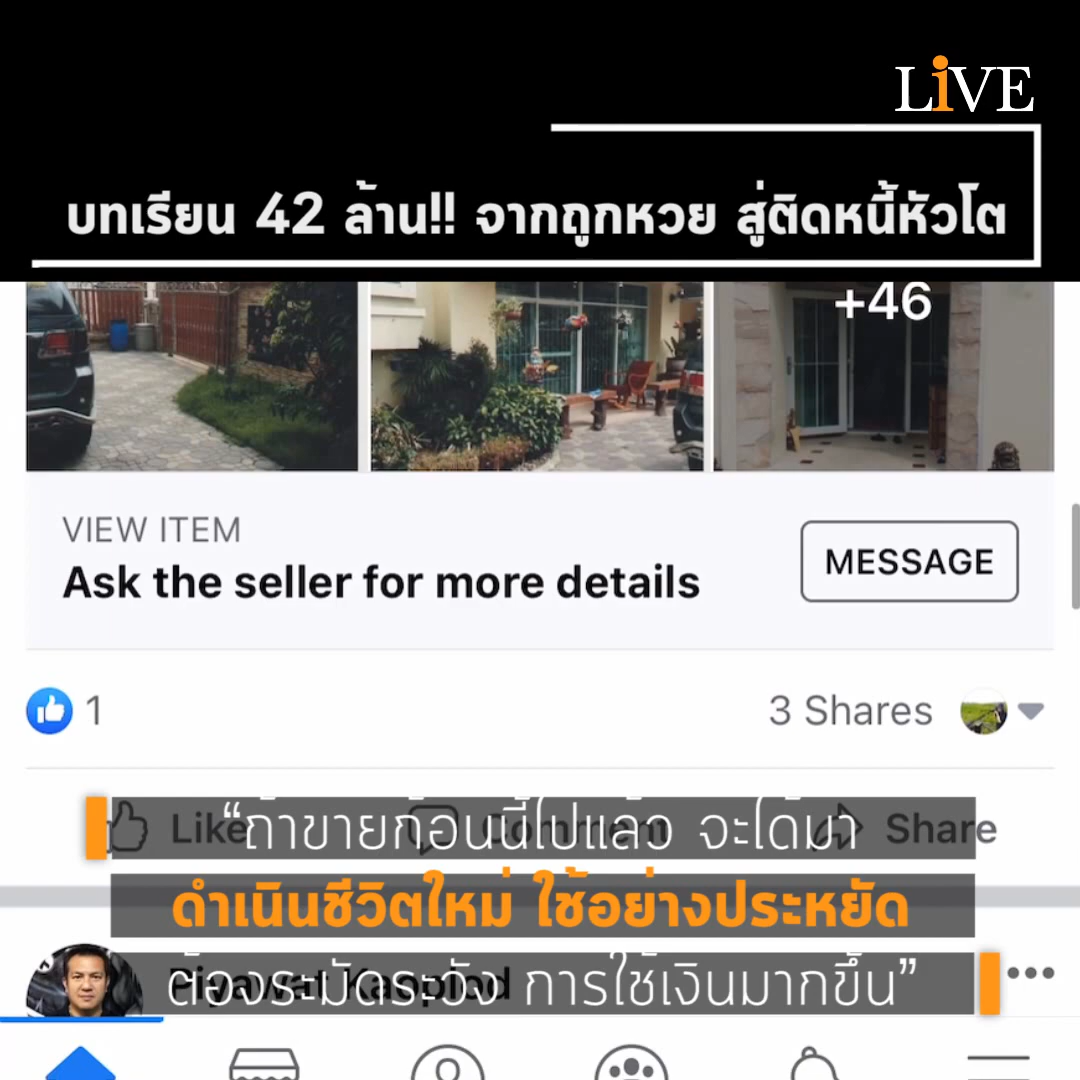 LiVE
บทเรียน 42 ล้าน!! จากถูกหวย สู่ติดหนี้หัวโต
+46
VIEW ITEM
Ask the seller for more details
MESSAGE
1
3 Shares
Like Comment Share
“ถ้าขายก้อนนี้ไปแล้ว จะได้มา
ดำเนินชีวิตใหม่ ใช้อย่างประหยัด
Piyawat Kaoplod
ต้องระมัดระวัง การใช้เงินมากขึ้น”